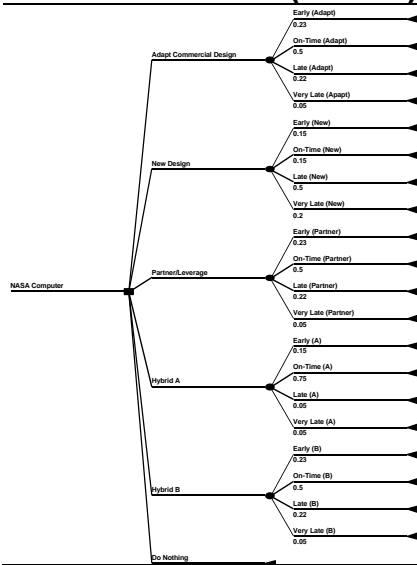 Early (Adapt)
0.23
On-Time (Adapt)
0.5
Adapt Commercial Design
Late (Adapt)
0.22
Very Late (Apapt)
0.05
Early (New)
0.15
On-Time (New)
0.15
New Design
Late (New)
0.5
Very Late (New)
0.2
Early (Partner)
0.23
On-Time (Partner)
0.5
Partner/Leverage
NASA Computer
Late (Partner)
0.22
Very Late (Partner)
0.05
Early (A)
0.15
On-Time (A)
0.75
Hybrid A
Late (A)
0.05
Very Late (A)
0.05
Early (B)
0.23
On-Time (B)
0.5
Hybrid B
Late (B)
0.22
Very Late (B)
0.05
Do Nothing